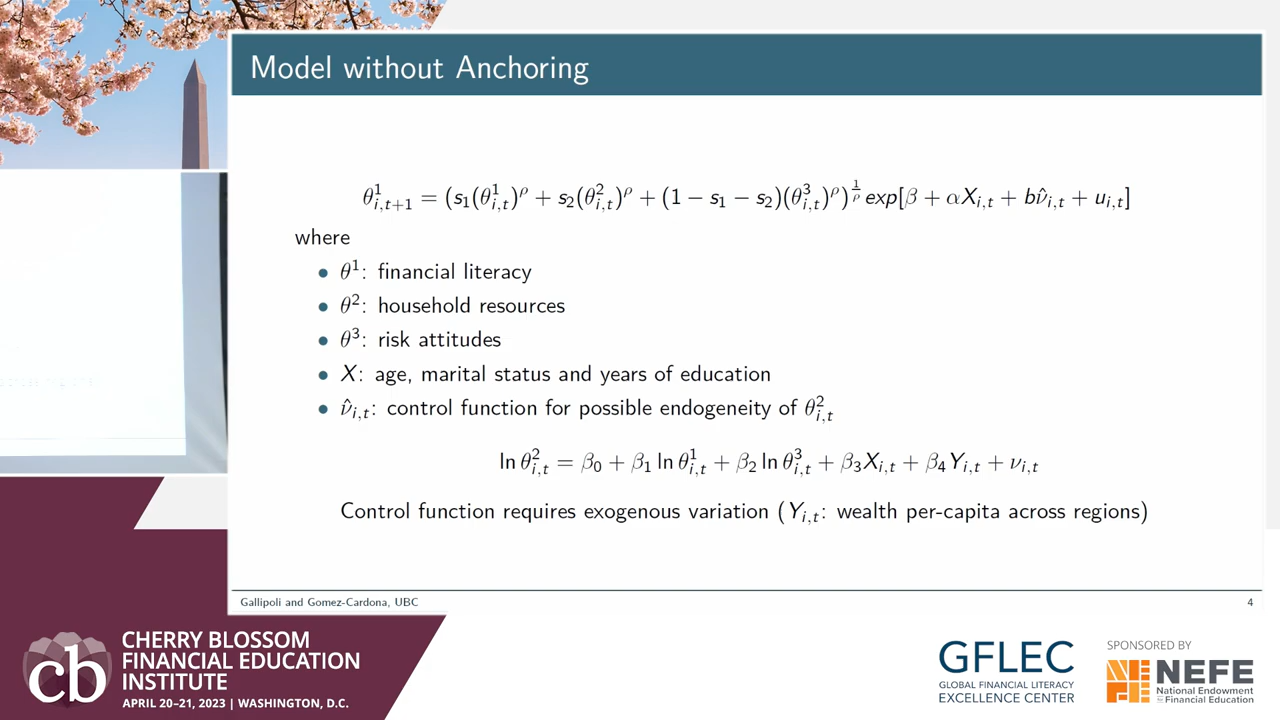 Model without Anchoring
θ¹ᵢ,ₜ₊₁ = (s₁(θ¹ᵢ,ₜ)^ρ + s₂(θ²ᵢ,ₜ)^ρ + (1 − s₁ − s₂)(θ³ᵢ,ₜ)^ρ)^(1/ρ) exp[β + αXᵢ,ₜ + bν̂ᵢ,ₜ + uᵢ,ₜ]
where
• θ¹: financial literacy
• θ²: household resources
• θ³: risk attitudes
• X: age, marital status and years of education
• ν̂ᵢ,ₜ: control function for possible endogeneity of θ²ᵢ,ₜ
ln θ²ᵢ,ₜ = β₀ + β₁ ln θ¹ᵢ,ₜ + β₂ ln θ³ᵢ,ₜ + β₃Xᵢ,ₜ + β₄Yᵢ,ₜ + νᵢ,ₜ
Control function requires exogenous variation (Yᵢ,ₜ: wealth per-capita across regions)
Gallipoli and Gomez-Cardona, UBC
4
cb
CHERRY BLOSSOM
FINANCIAL EDUCATION
INSTITUTE
APRIL 20–21, 2023 | WASHINGTON, D.C.
GFLEC
GLOBAL FINANCIAL LITERACY
EXCELLENCE CENTER
SPONSORED BY
NEFE
National Endowment
for Financial Education